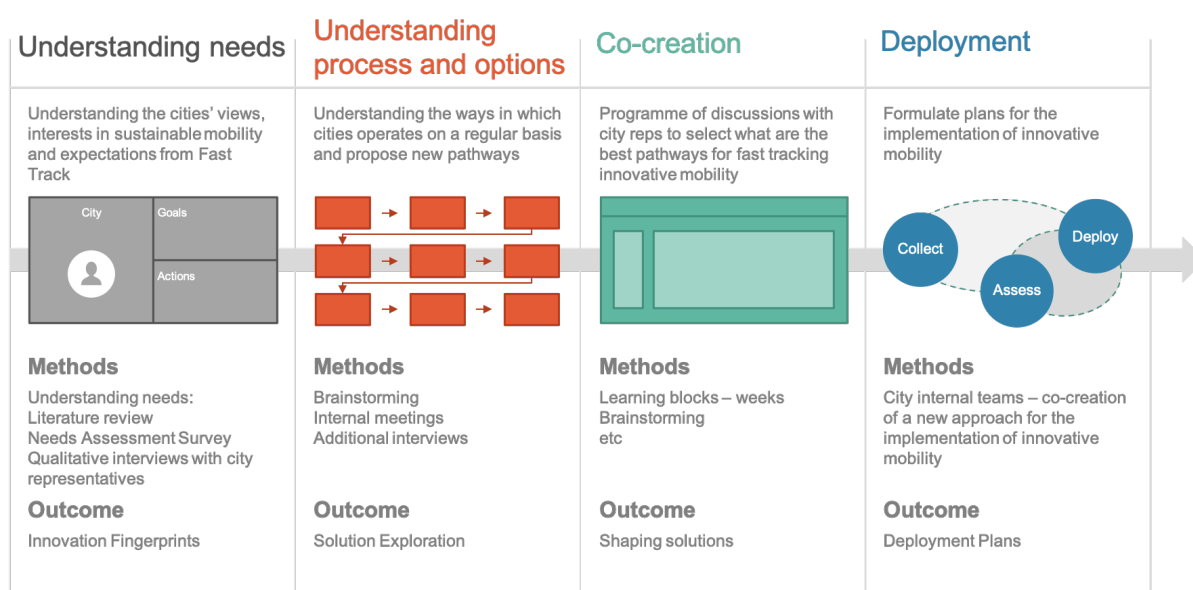 Understanding needs
Understanding the cities' views,
interests in sustainable mobility
and expectations from Fast
Track
City
Goals
Actions
Methods
Understanding needs:
Literature review
Needs Assessment Survey
Qualitative interviews with city
representatives
Outcome
Innovation Fingerprints
Understanding
process and options
Understanding the ways in which
cities operates on a regular basis
and propose new pathways
Methods
Brainstorming
Internal meetings
Additional interviews
Outcome
Solution Exploration
Co-creation
Programme of discussions with
city reps to select what are the
best pathways for fast tracking
innovative mobility
Methods
Learning blocks – weeks
Brainstorming
etc
Outcome
Shaping solutions
Deployment
Formulate plans for the
implementation of innovative
mobility
Collect
Assess
Deploy
Methods
City internal teams – co-creation
of a new approach for the
implementation of innovative
mobility
Outcome
Deployment Plans